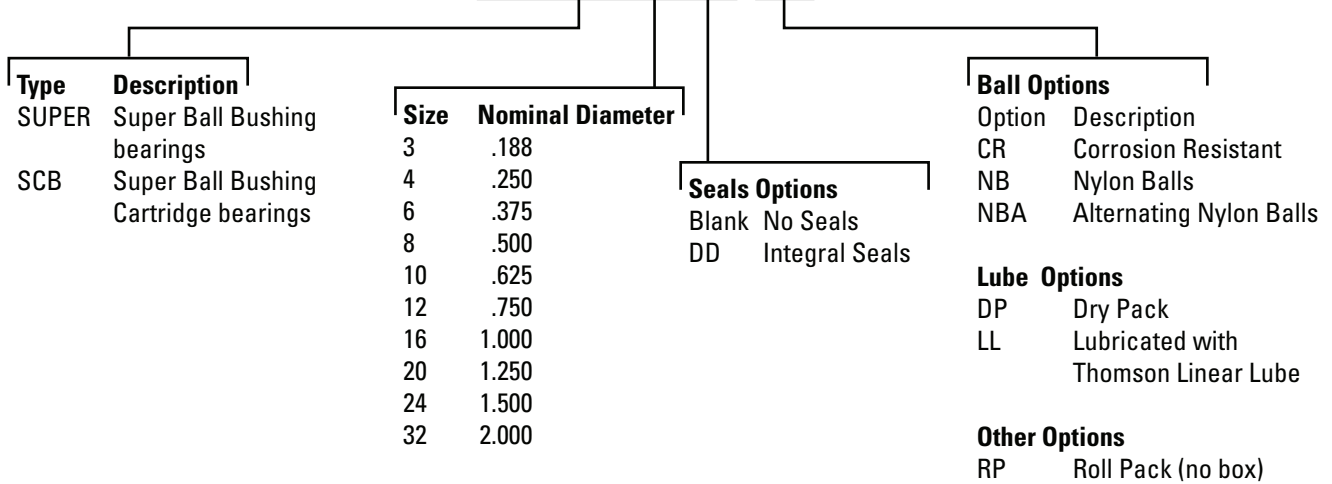 Type Description
SUPER Super Ball Bushing
bearings
SCB Super Ball Bushing
Cartridge bearings
Size Nominal Diameter
3 .188
4 .250
6 .375
8 .500
10 .625
12 .750
16 1.000
20 1.250
24 1.500
32 2.000
Seals Options
Blank No Seals
DD Integral Seals
Ball Options
Option Description
CR Corrosion Resistant
NB Nylon Balls
NBA Alternating Nylon Balls
Lube Options
DP Dry Pack
LL Lubricated with
Thomson Linear Lube
Other Options
RP Roll Pack (no box)